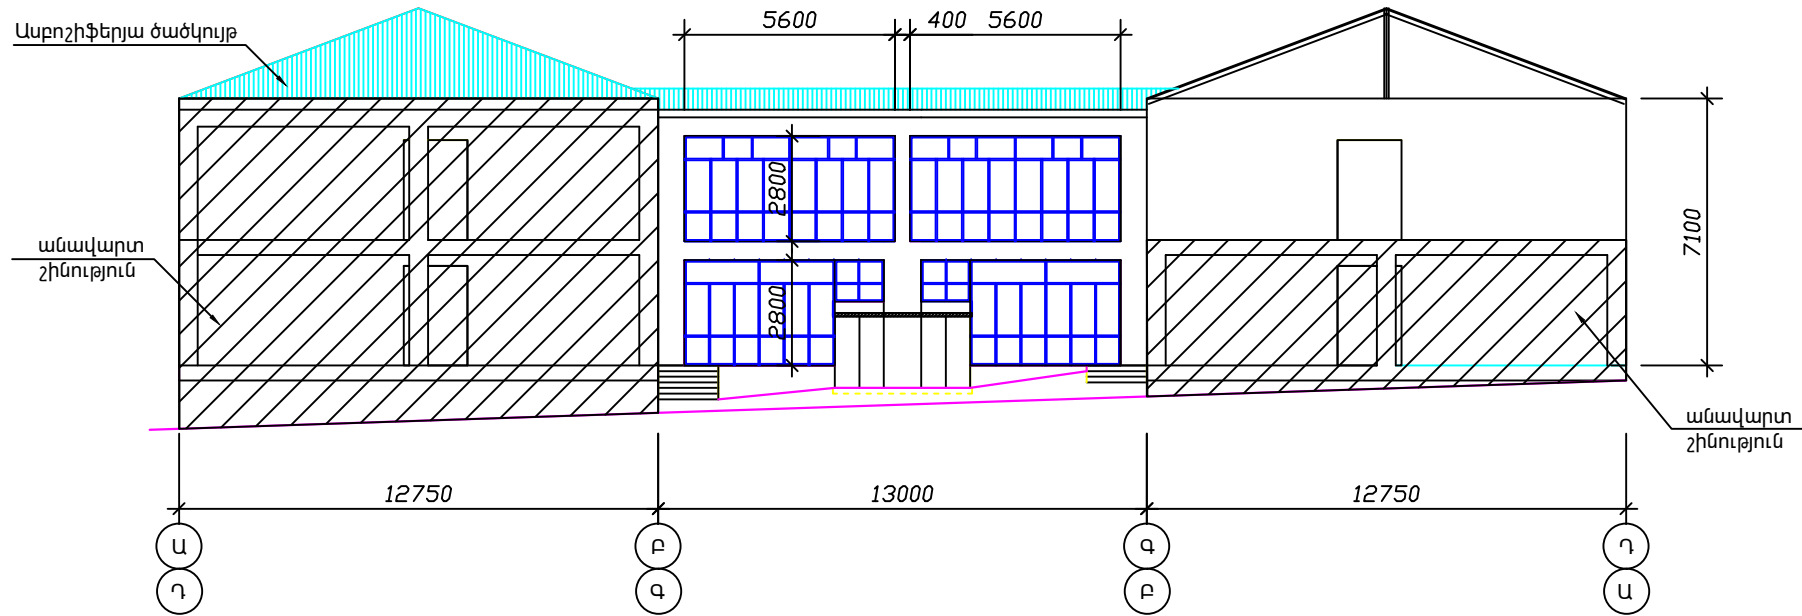 5600
400
5600
Ասբոշիֆերյա ծածկույթ
2800
7100
անավարտ
շինություն
2800
անավարտ
շինություն
12750
13000
12750
Ա
Բ
Գ
Դ
Դ
Գ
Բ
Ա